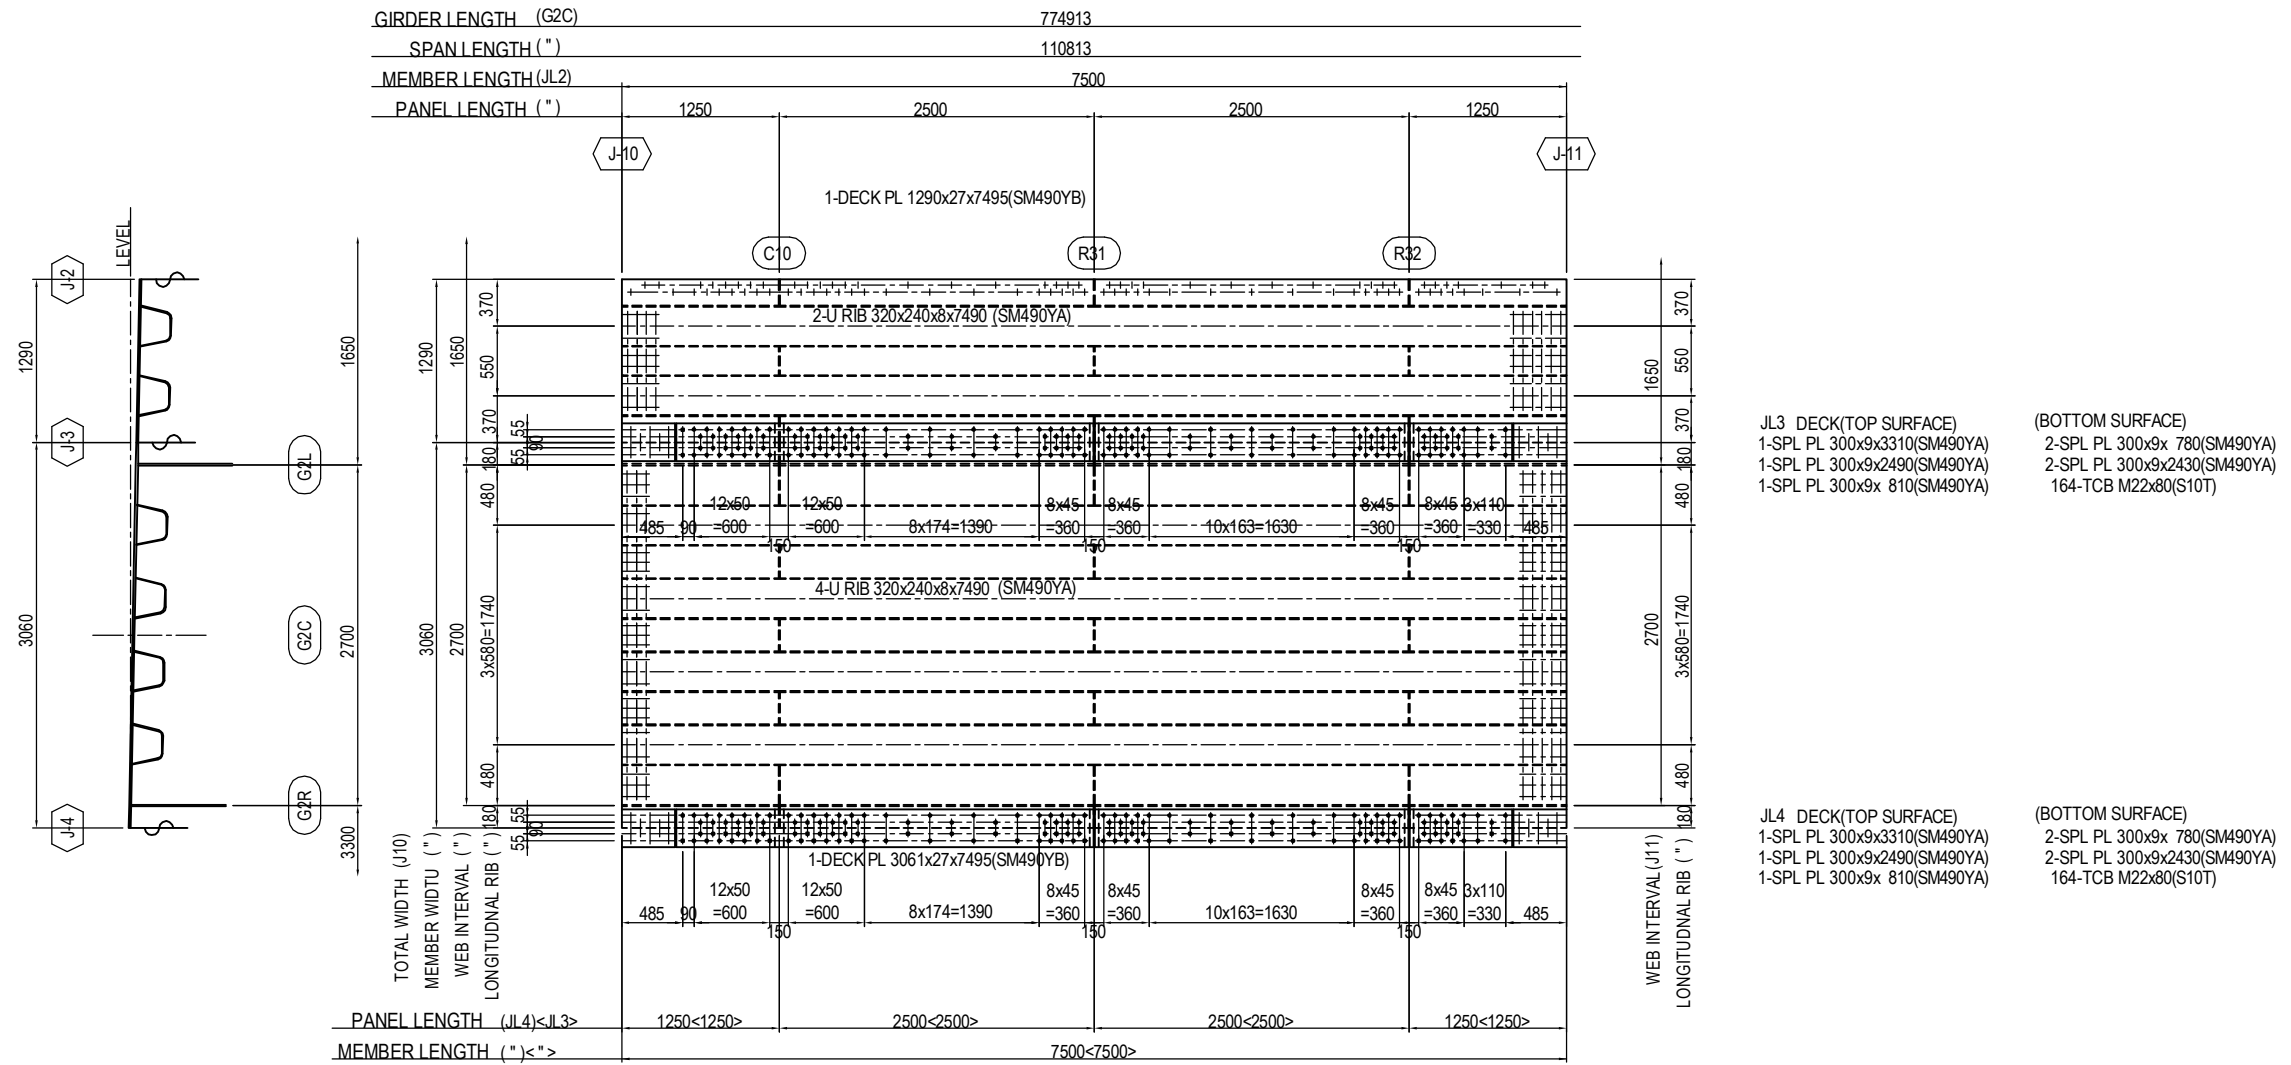 GIRDER LENGTH (G2C) 774913
SPAN LENGTH ( " ) 110813
MEMBER LENGTH (JL2) 7500
PANEL LENGTH ( " ) 1250 2500 2500 1250
J-10 J-11
1-DECK PL 1290x27x7495(SM490YB)
C10 R31 R32
LEVEL
J-2
J-3
J-4
1290
3060
G2L
G2C
G2R
1650
2700
3300
1290
3060
1650
2700
370
550
370
180
480
3x580=1740
480
180
55
90
55
55
90
55
2-U RIB 320x240x8x7490 (SM490YA)
12x50 12x50 8x45 8x45 8x45 8x45 3x110
485 90 =600 =600 8x174=1390 =360 =360 10x163=1630 =360 =360 =330 485
150 150 150
4-U RIB 320x240x8x7490 (SM490YA)
1-DECK PL 3061x27x7495(SM490YB)
12x50 12x50 8x45 8x45 8x45 8x45 3x110
485 90 =600 =600 8x174=1390 =360 =360 10x163=1630 =360 =360 =330 485
150 150 150
370
550
370
180
480
3x580=1740
480
180
1650
2700
TOTAL WIDTH (J10)
MEMBER WIDTU ( " )
WEB INTERVAL ( " )
LONGITUDNAL RIB ( " )
WEB INTERVAL(J11)
LONGITUDNAL RIB ( " )
PANEL LENGTH (JL4)<JL3> 1250<1250> 2500<2500> 2500<2500> 1250<1250>
MEMBER LENGTH ( " )< " > 7500<7500>
JL3 DECK(TOP SURFACE) (BOTTOM SURFACE)
1-SPL PL 300x9x3310(SM490YA) 2-SPL PL 300x9x 780(SM490YA)
1-SPL PL 300x9x2490(SM490YA) 2-SPL PL 300x9x2430(SM490YA)
1-SPL PL 300x9x 810(SM490YA) 164-TCB M22x80(S10T)
JL4 DECK(TOP SURFACE) (BOTTOM SURFACE)
1-SPL PL 300x9x3310(SM490YA) 2-SPL PL 300x9x 780(SM490YA)
1-SPL PL 300x9x2490(SM490YA) 2-SPL PL 300x9x2430(SM490YA)
1-SPL PL 300x9x 810(SM490YA) 164-TCB M22x80(S10T)